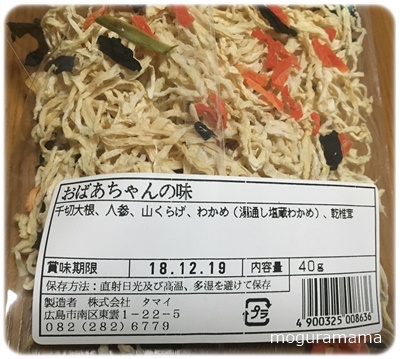 おばあちゃんの味
千切大根、人参、山くらげ、わかめ（湯通し塩蔵わかめ）、乾椎茸
賞味期限 18.12.19 内容量 40g
保存方法：直射日光及び高温、多湿を避けて保存
製造者 株式会社 タマイ
広島市南区東雲1－22－5
082（282）6779
プラ
4900325008636
moguramama